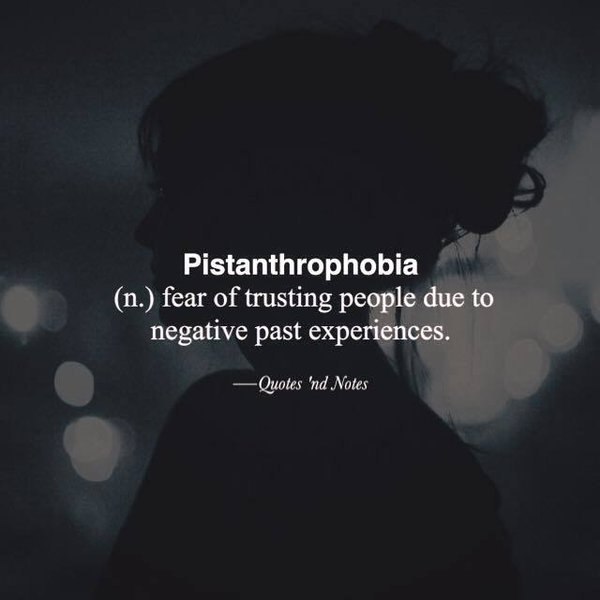 Pistanthrophobia
(n.) fear of trusting people due to
negative past experiences.
—Quotes 'nd Notes